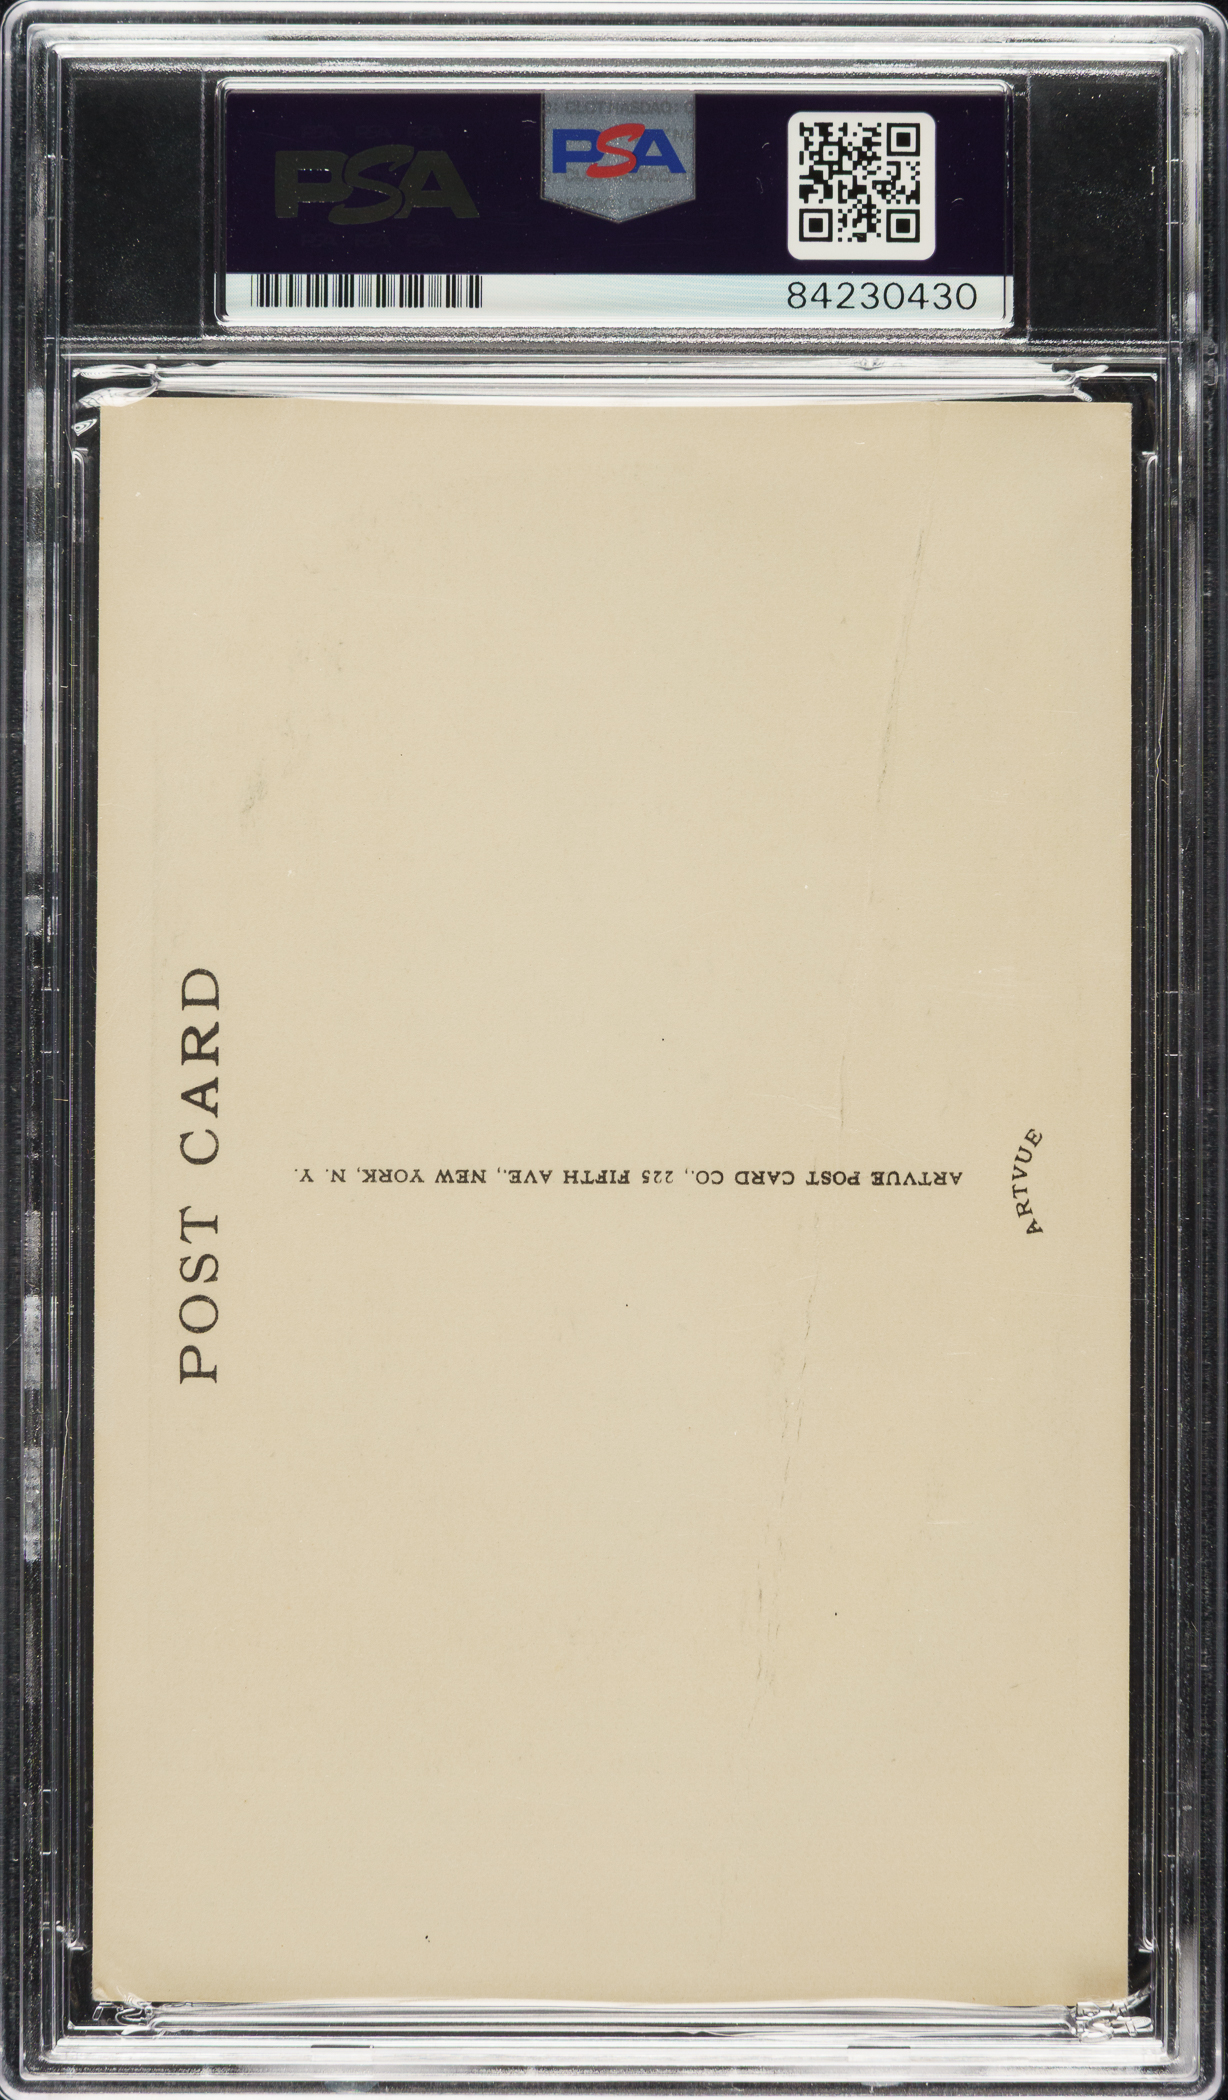 PSA
PSA
84230430
POST CARD
ARTVUE POST CARD CO., 225 FIFTH AVE., NEW YORK, N. Y.
ARTVUE